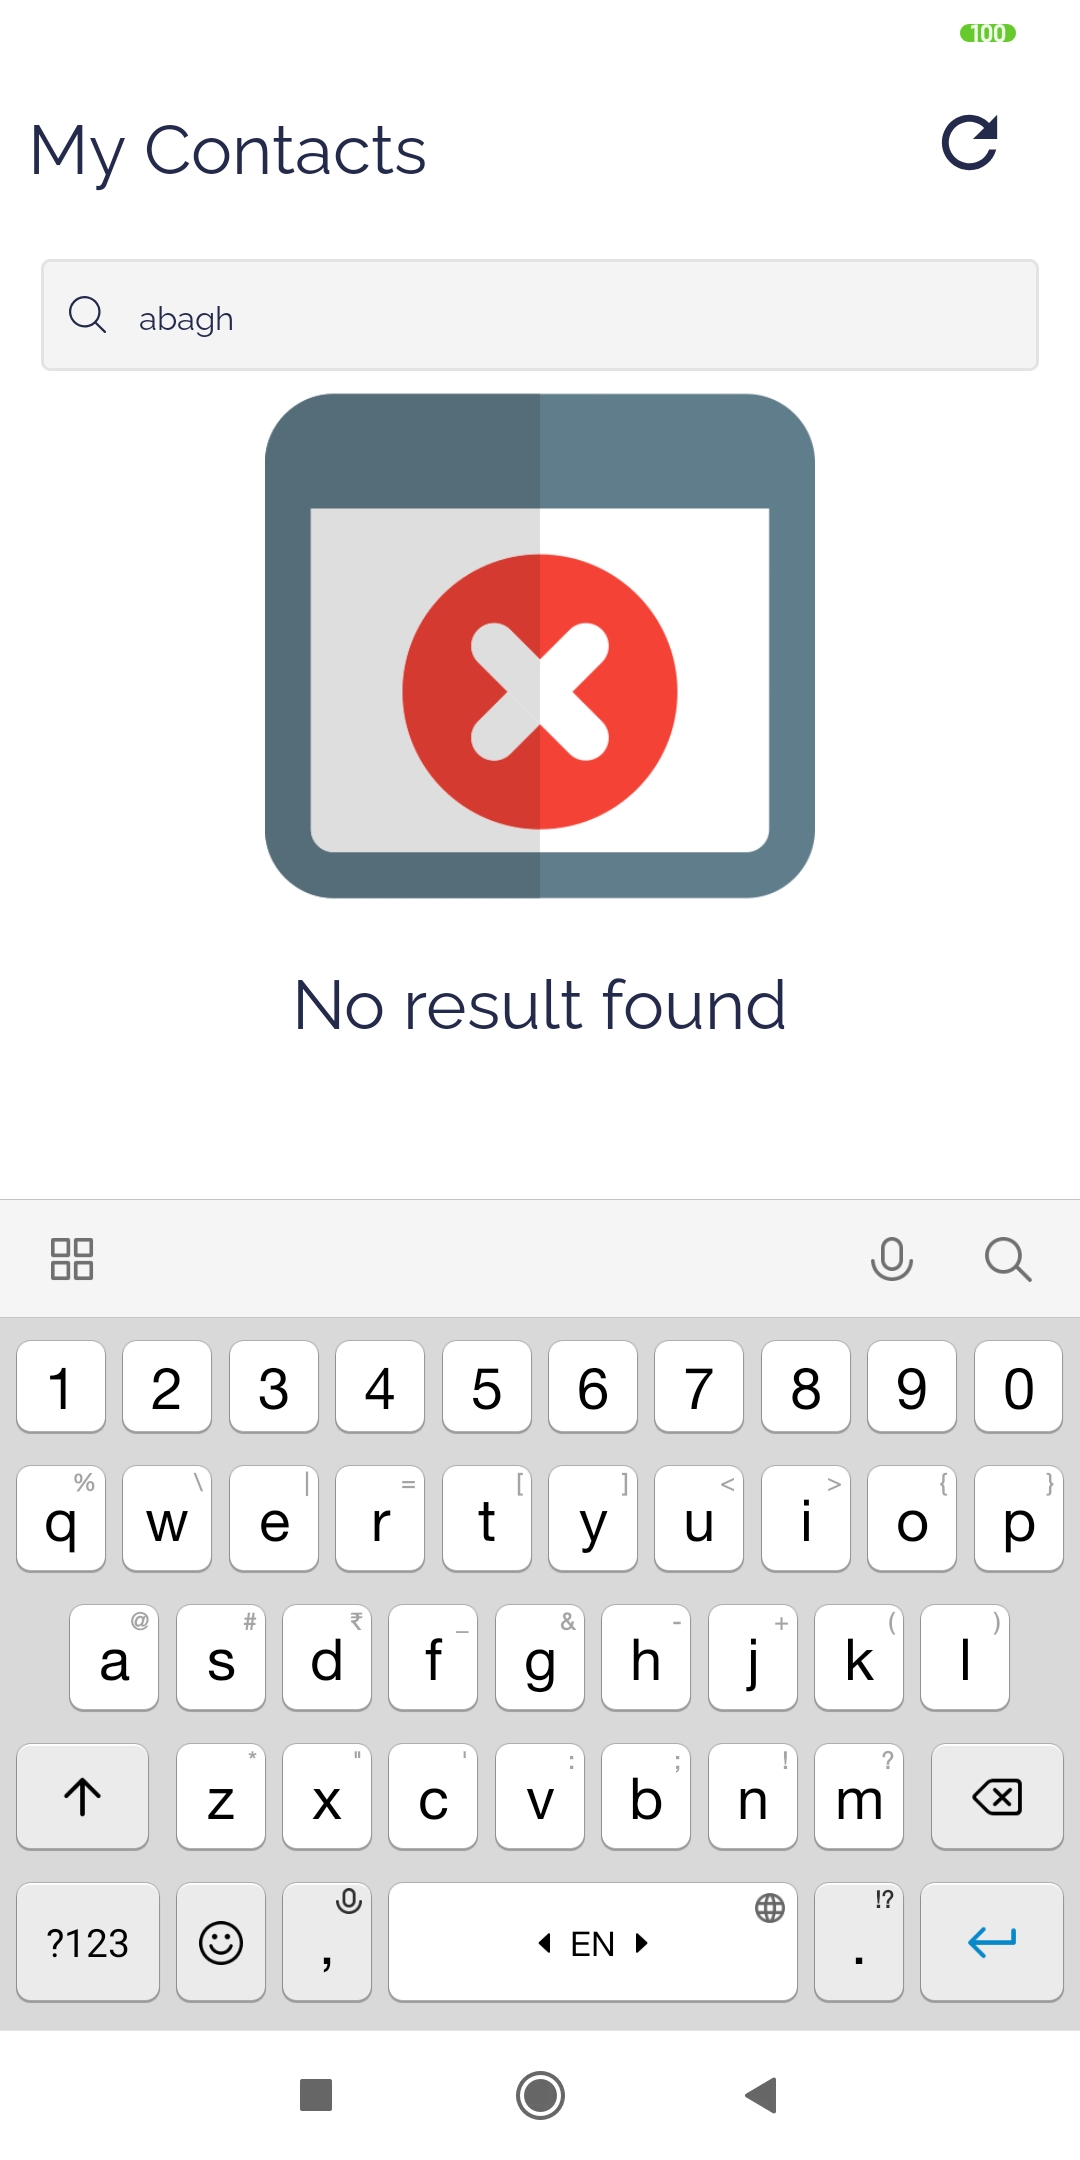 100
My Contacts
abagh
No result found
1 2 3 4 5 6 7 8 9 0
% \ | = [ ] < > { }
q w e r t y u i o p
@ # ₹ _ & - + ( )
a s d f g h j k l
* " ' : ; ! ?
z x c v b n m
!?
?123 , EN .